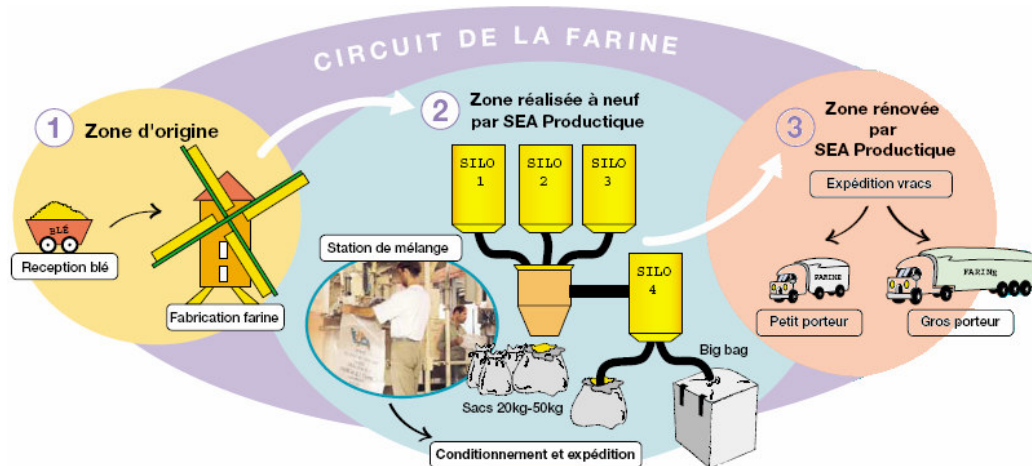 CIRCUIT DE LA FARINE
1
Zone d'origine
BLÉ
Reception blé
Fabrication farine
2
Zone réalisée à neuf
par SEA Productique
SILO
1
SILO
2
SILO
3
Station de mélange
SILO
4
Sacs 20kg-50kg
Big bag
Conditionnement et expédition
3
Zone rénovée
par
SEA Productique
Expédition vracs
FARINE
Petit porteur
FARINE
Gros porteur